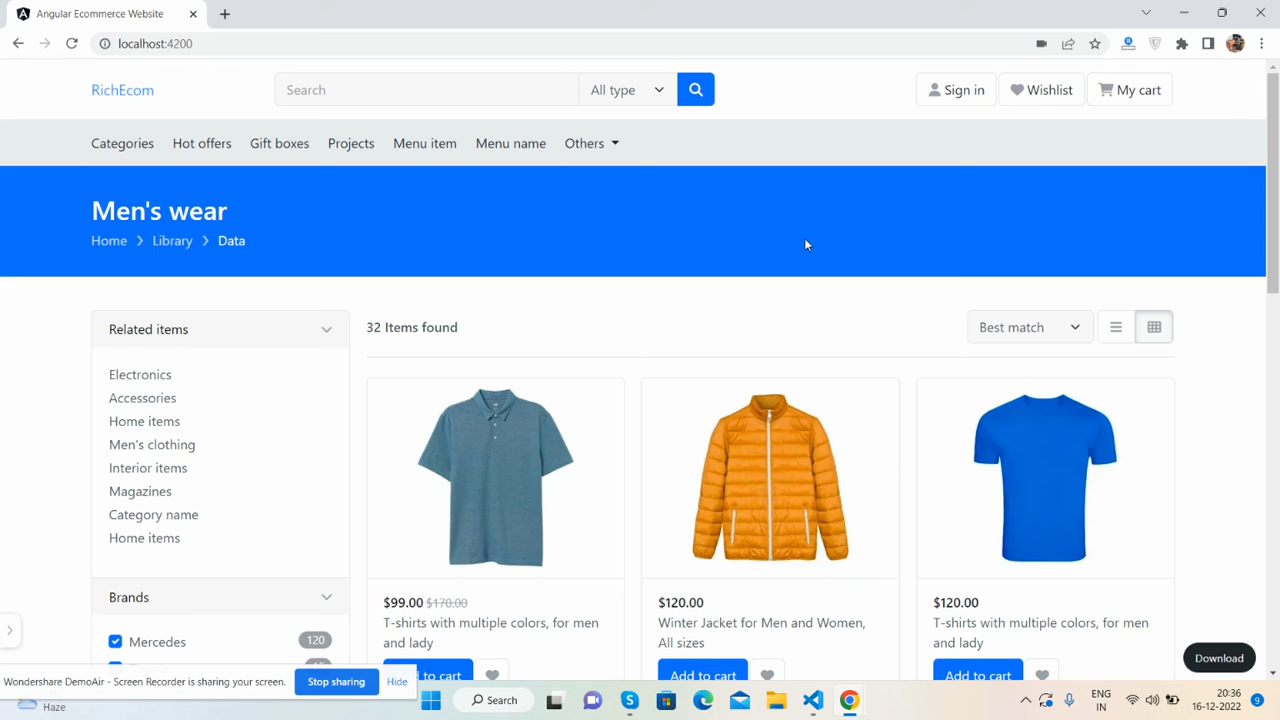 Angular Ecommerce Website
localhost:4200
RichEcom
Search
All type
Sign in
Wishlist
My cart
Categories
Hot offers
Gift boxes
Projects
Menu item
Menu name
Others
Men's wear
Home
Library
Data
Related items
Electronics
Accessories
Home items
Men's clothing
Interior items
Magazines
Category name
Home items
Brands
Mercedes 120
32 Items found
Best match
$99.00 $170.00
T-shirts with multiple colors, for men
and lady
$120.00
Winter Jacket for Men and Women,
All sizes
Add to cart
$120.00
T-shirts with multiple colors, for men
and lady
Add to cart
to cart
Download
Wondershare DemoAir - Screen Recorder is sharing your screen.
Stop sharing
Hide
Haze
Search
ENG
IN
20:36
16-12-2022
9